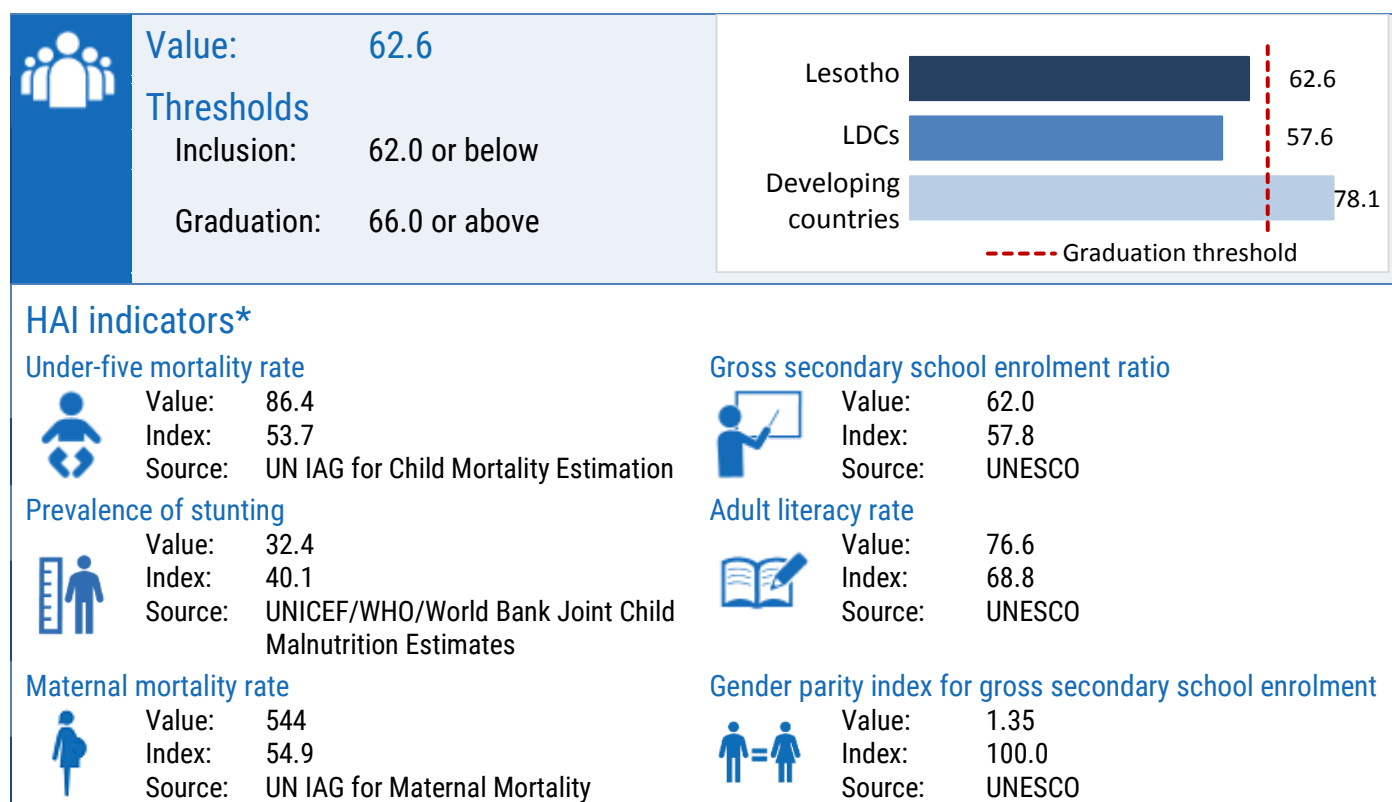 Value: 62.6
Thresholds
Inclusion: 62.0 or below
Graduation: 66.0 or above
Lesotho 62.6
LDCs 57.6
Developing
countries 78.1
Graduation threshold
HAI indicators*
Under-five mortality rate
Value: 86.4
Index: 53.7
Source: UN IAG for Child Mortality Estimation
Prevalence of stunting
Value: 32.4
Index: 40.1
Source: UNICEF/WHO/World Bank Joint Child
Malnutrition Estimates
Maternal mortality rate
Value: 544
Index: 54.9
Source: UN IAG for Maternal Mortality
Gross secondary school enrolment ratio
Value: 62.0
Index: 57.8
Source: UNESCO
Adult literacy rate
Value: 76.6
Index: 68.8
Source: UNESCO
Gender parity index for gross secondary school enrolment
Value: 1.35
Index: 100.0
Source: UNESCO